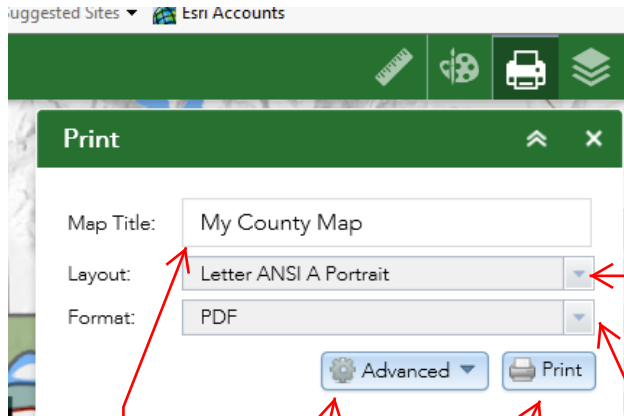 uggested Sites Esri Accounts
Print
Map Title: My County Map
Layout: Letter ANSI A Portrait
Format: PDF
Advanced Print